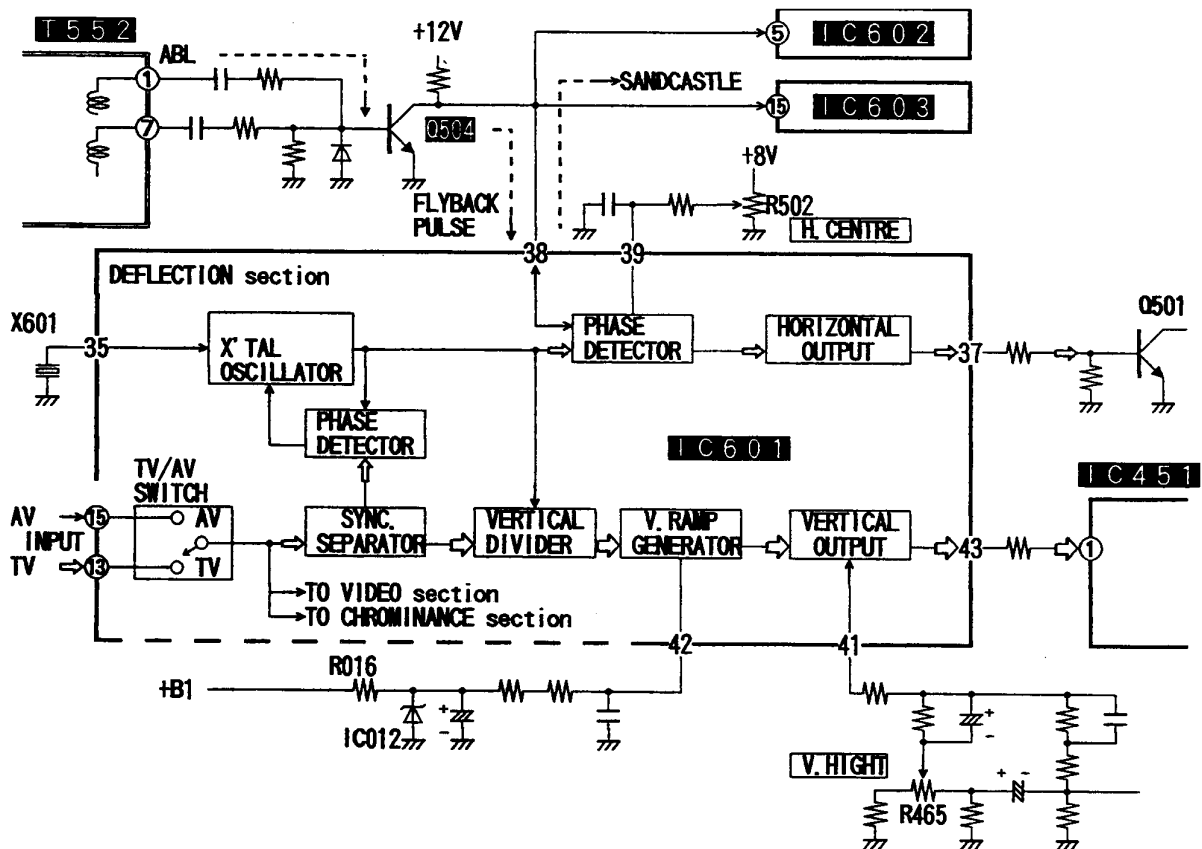 T552
ABL
1
7
+12V
Q504
FLYBACK
PULSE
SANDCASTLE
5
IC602
15
IC603
+8V
R502
H. CENTRE
38
39
DEFLECTION section
X601
35
X'TAL
OSCILLATOR
PHASE
DETECTOR
HORIZONTAL
OUTPUT
37
Q501
PHASE
DETECTOR
IC601
IC451
TV/AV
SWITCH
AV
INPUT
TV
15
13
AV
TV
SYNC.
SEPARATOR
VERTICAL
DIVIDER
V. RAMP
GENERATOR
VERTICAL
OUTPUT
43
1
TO VIDEO section
TO CHROMINANCE section
42
41
+B1
R016
+
-
IC012
+
-
V. HIGHT
+ -
R465